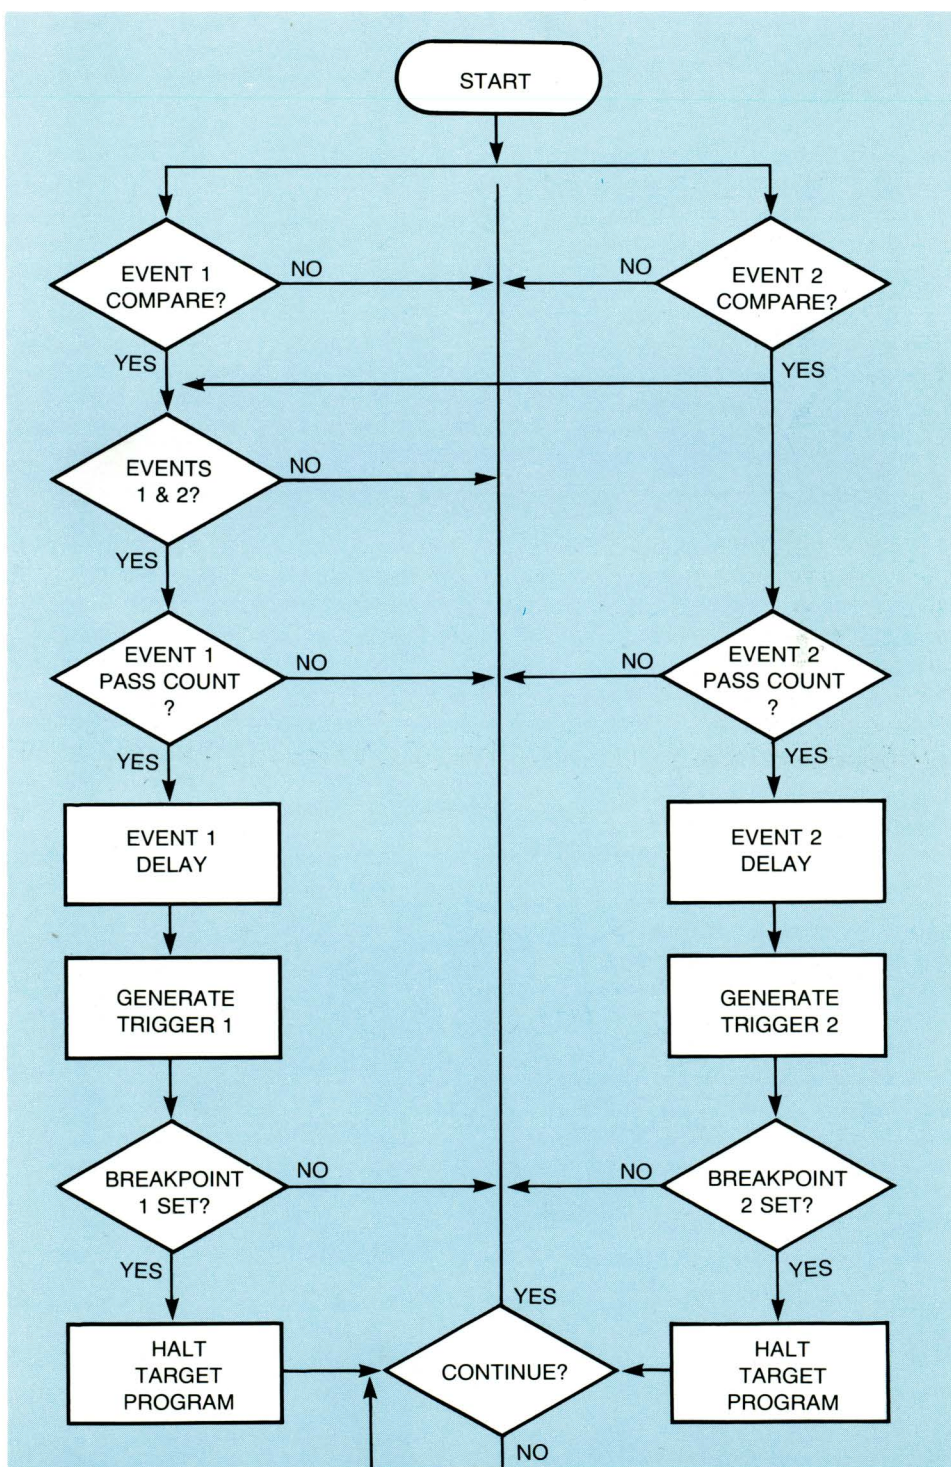 START
EVENT 1
COMPARE?
NO
NO
EVENT 2
COMPARE?
YES
YES
EVENTS
1 & 2?
NO
YES
EVENT 1
PASS COUNT
?
NO
NO
EVENT 2
PASS COUNT
?
YES
YES
EVENT 1
DELAY
EVENT 2
DELAY
GENERATE
TRIGGER 1
GENERATE
TRIGGER 2
BREAKPOINT
1 SET?
NO
NO
BREAKPOINT
2 SET?
YES
YES
YES
HALT
TARGET
PROGRAM
CONTINUE?
HALT
TARGET
PROGRAM
NO